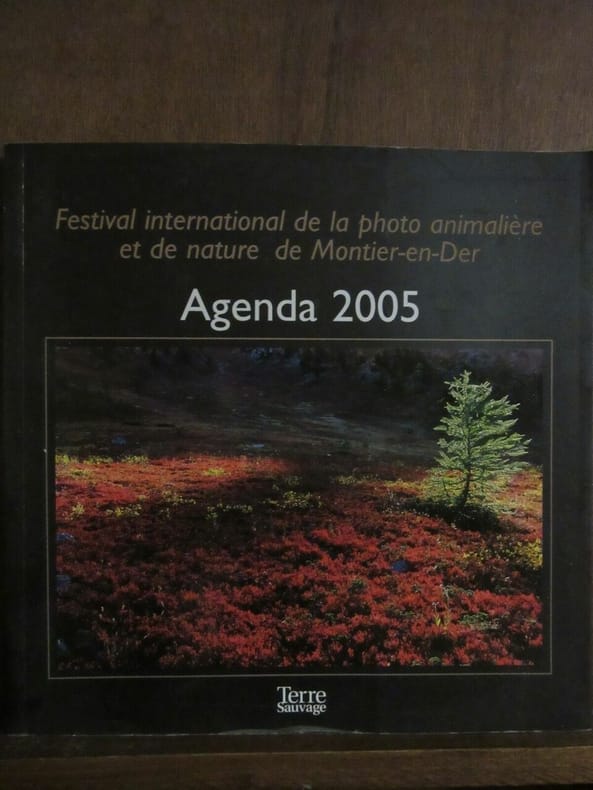 Festival international de la photo animalière
et de nature de Montier-en-Der
Agenda 2005
Terre
Sauvage